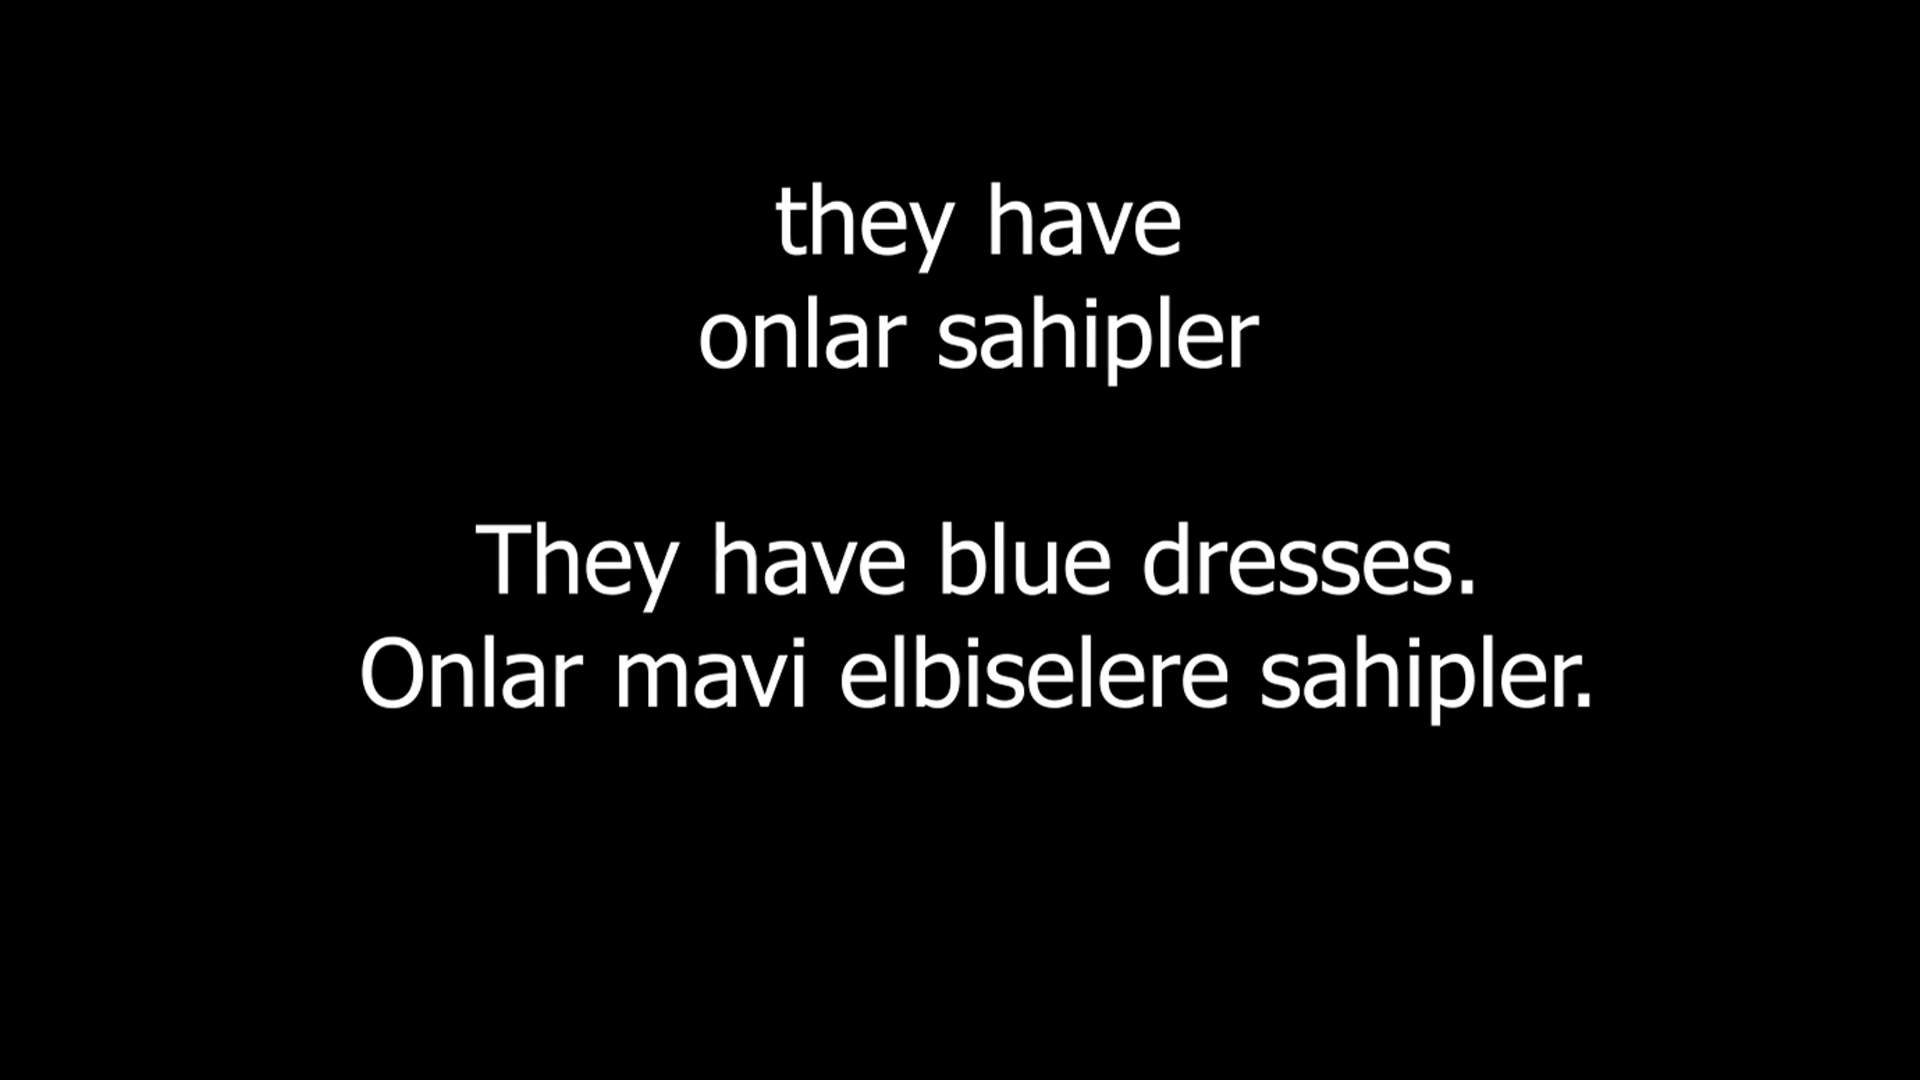 they have
onlar sahipler
They have blue dresses.
Onlar mavi elbiselere sahipler.